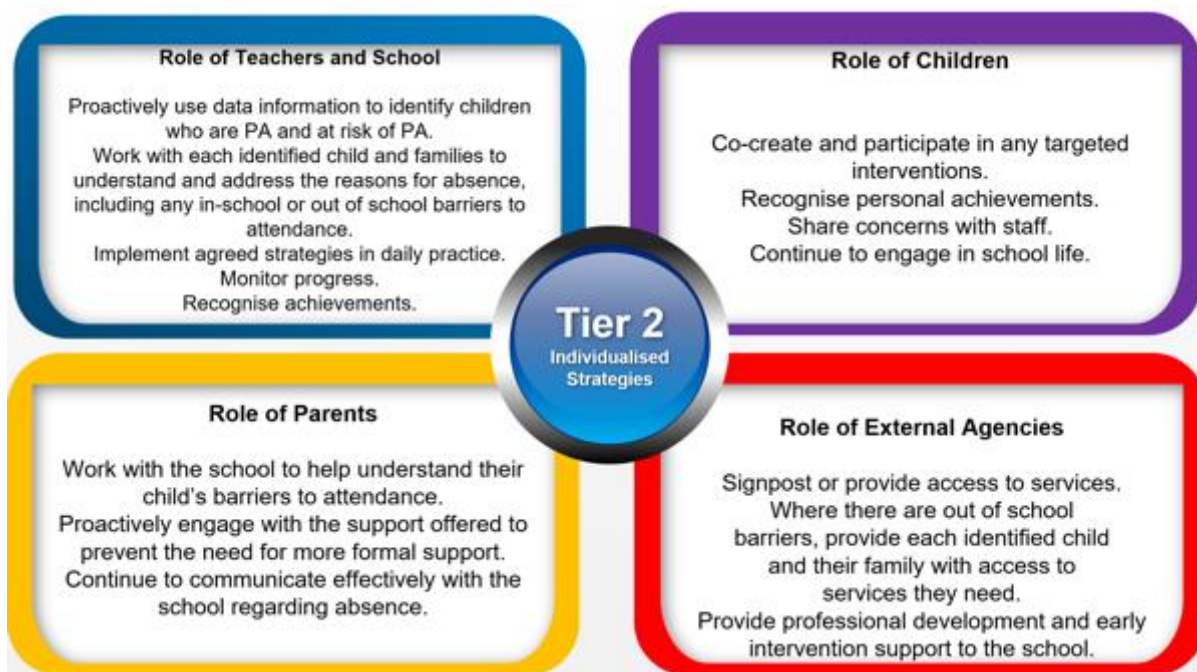 Role of Teachers and School
Proactively use data information to identify children
who are PA and at risk of PA.
Work with each identified child and families to
understand and address the reasons for absence,
including any in-school or out of school barriers to
attendance.
Implement agreed strategies in daily practice.
Monitor progress.
Recognise achievements.
Role of Children
Co-create and participate in any targeted
interventions.
Recognise personal achievements.
Share concerns with staff.
Continue to engage in school life.
Tier 2
Individualised
Strategies
Role of Parents
Work with the school to help understand their
child's barriers to attendance.
Proactively engage with the support offered to
prevent the need for more formal support.
Continue to communicate effectively with the
school regarding absence.
Role of External Agencies
Signpost or provide access to services.
Where there are out of school
barriers, provide each identified child
and their family with access to
services they need.
Provide professional development and early
intervention support to the school.